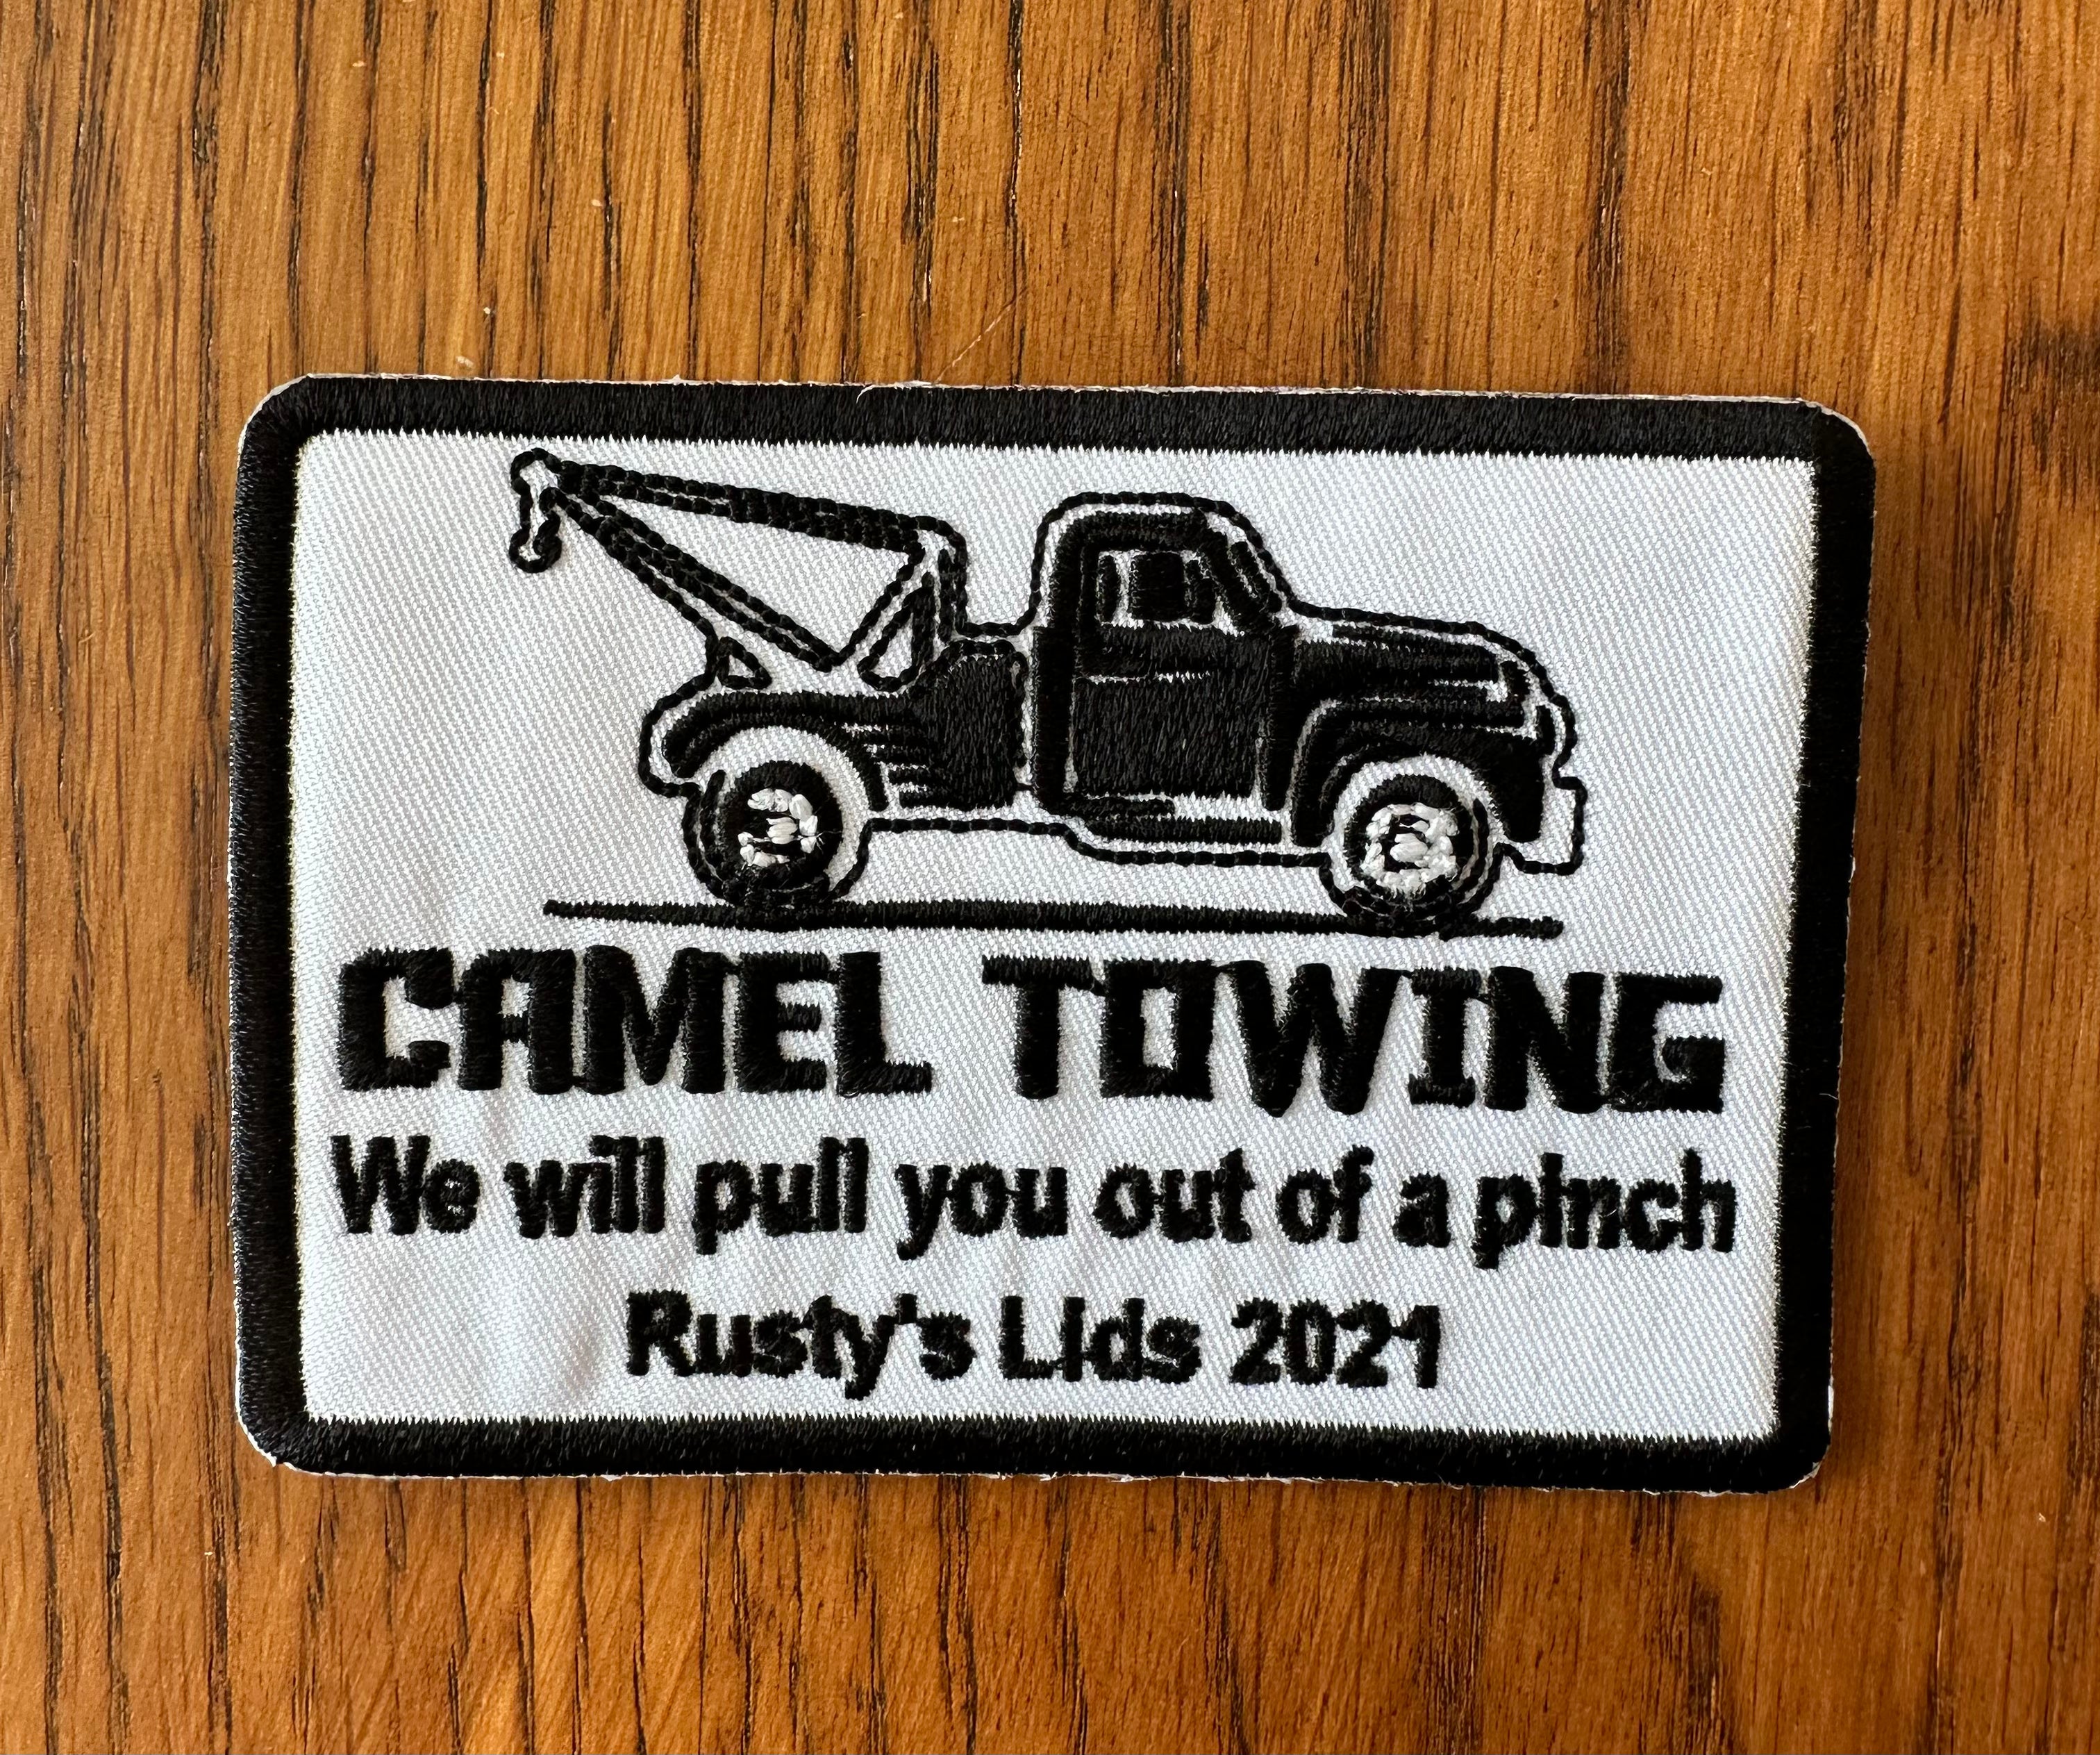 CAMEL TOWING
We will pull you out of a pinch
Rusty's Lids 2021